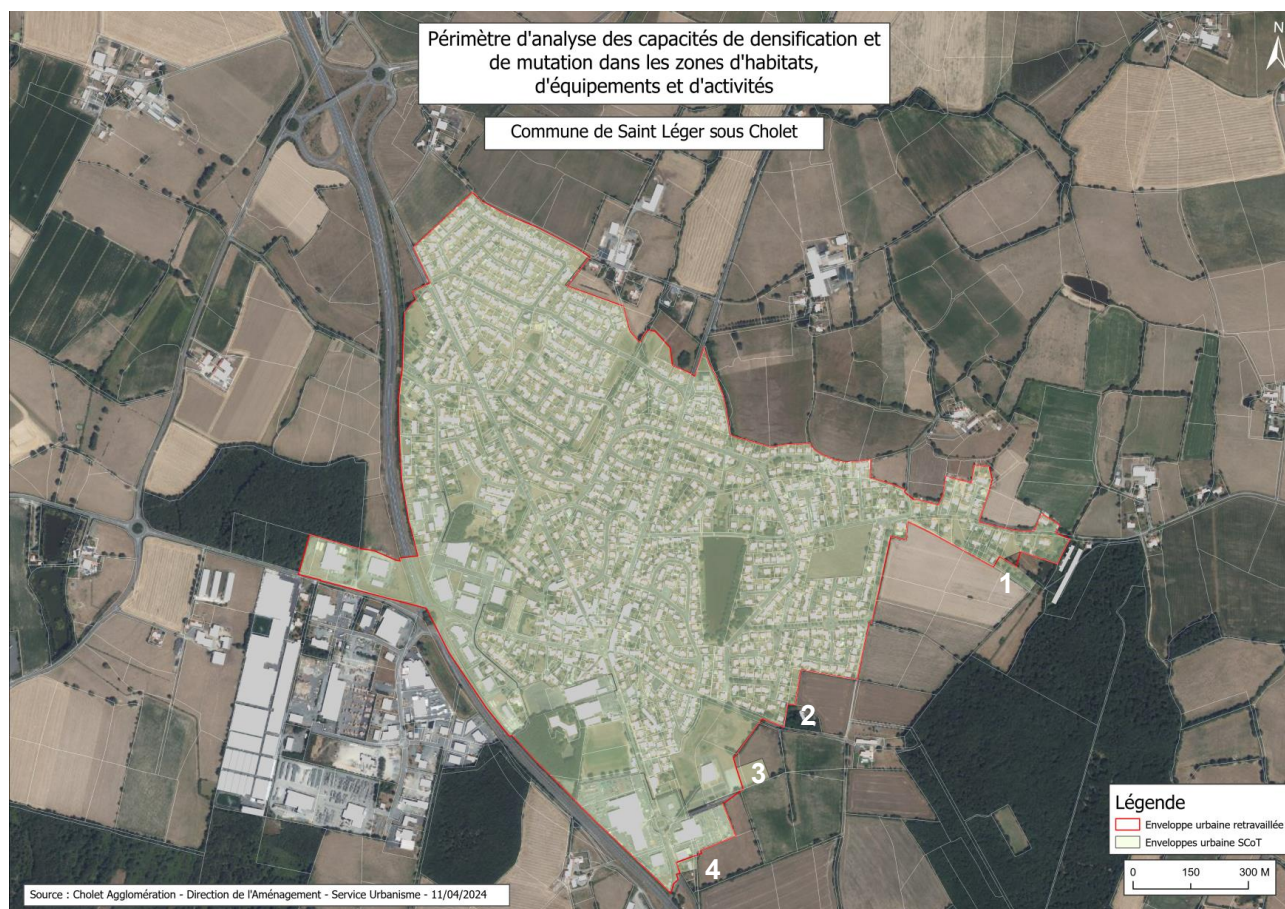 Périmètre d'analyse des capacités de densification et
de mutation dans les zones d'habitats,
d'équipements et d'activités
Commune de Saint Léger sous Cholet
N
1
2
3
4
Légende
Enveloppe urbaine retravaillée
Enveloppes urbaine SCoT
0 150 300 M
Source : Cholet Agglomération - Direction de l'Aménagement - Service Urbanisme - 11/04/2024